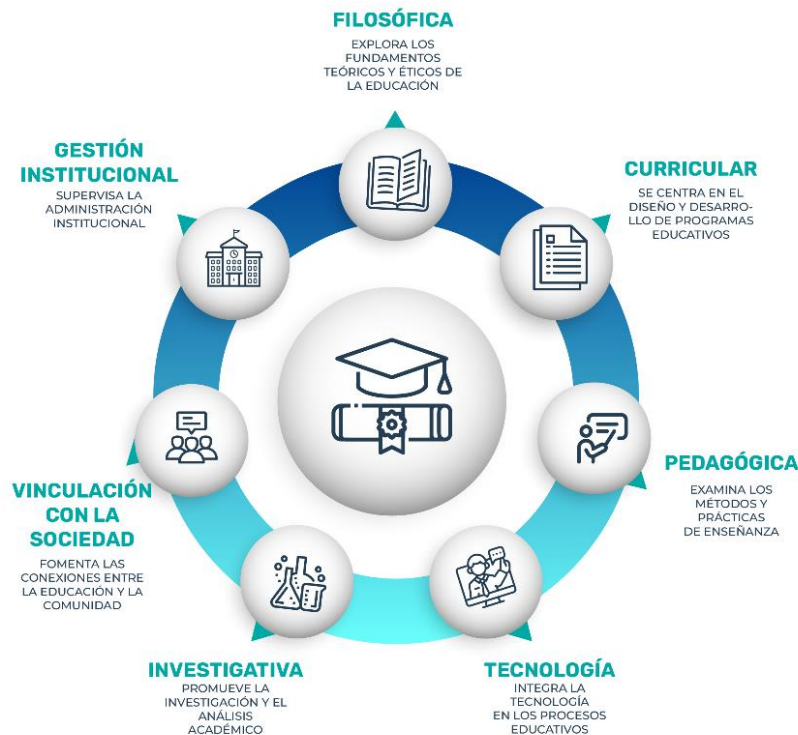 FILOSÓFICA
EXPLORA LOS
FUNDAMENTOS
TEÓRICOS Y ÉTICOS DE
LA EDUCACIÓN
CURRICULAR
SE CENTRA EN EL
DISEÑO Y DESARRO-
LLO DE PROGRAMAS
EDUCATIVOS
PEDAGÓGICA
EXAMINA LOS
MÉTODOS Y
PRÁCTICAS
DE ENSEÑANZA
TECNOLOGÍA
INTEGRA LA
TECNOLOGÍA
EN LOS PROCESOS
EDUCATIVOS
INVESTIGATIVA
PROMUEVE LA
INVESTIGACIÓN Y EL
ANÁLISIS
ACADÉMICO
VINCULACIÓN
CON LA
SOCIEDAD
FOMENTA LAS
CONEXIONES ENTRE
LA EDUCACIÓN Y LA
COMUNIDAD
GESTIÓN
INSTITUCIONAL
SUPERVISA LA
ADMINISTRACIÓN
INSTITUCIONAL